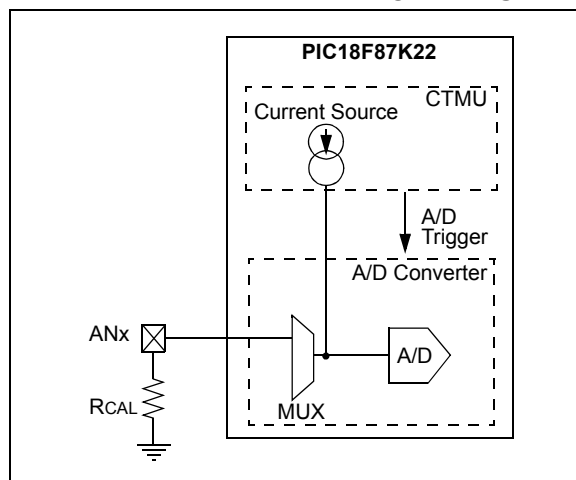 PIC18F87K22
CTMU
Current Source
A/D
Trigger
A/D Converter
ANx
A/D
RCAL
MUX